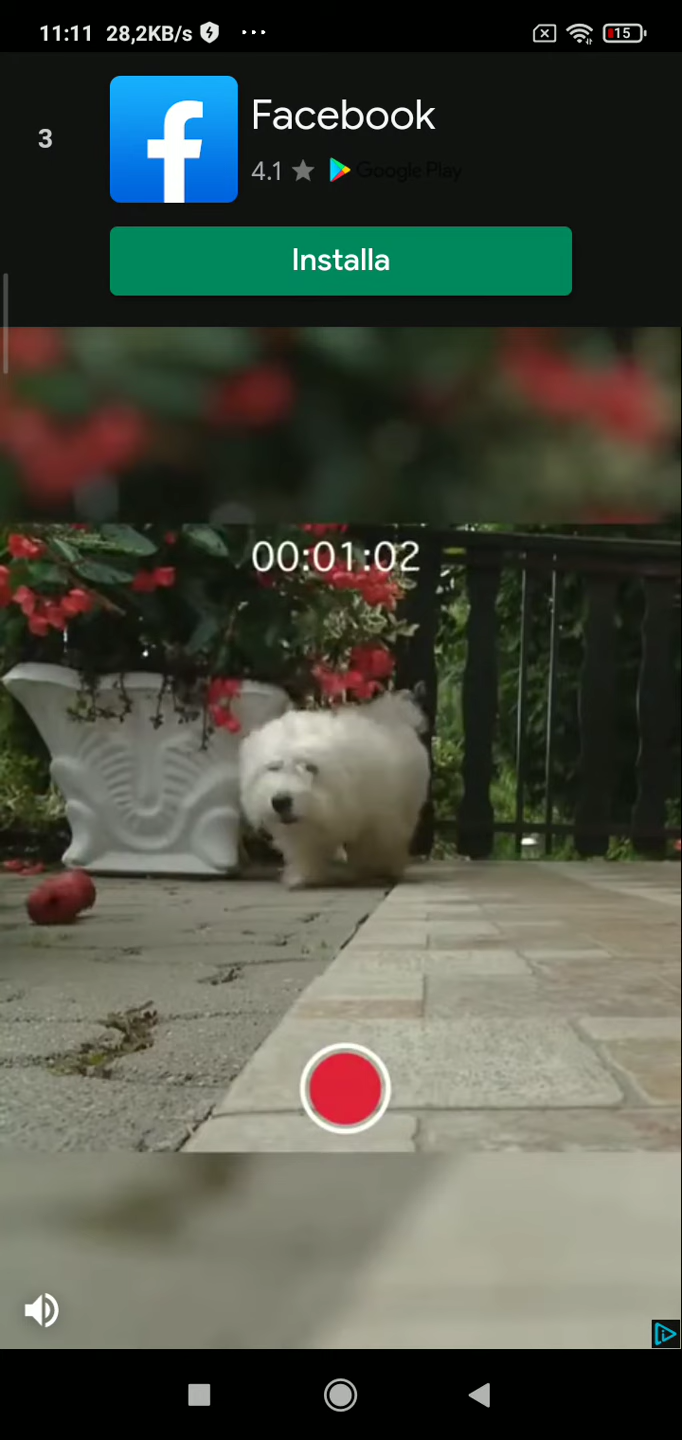 11:11 28,2KB/s ...
15
3
Facebook
4.1 ★ Google Play
Installa
00:01:02